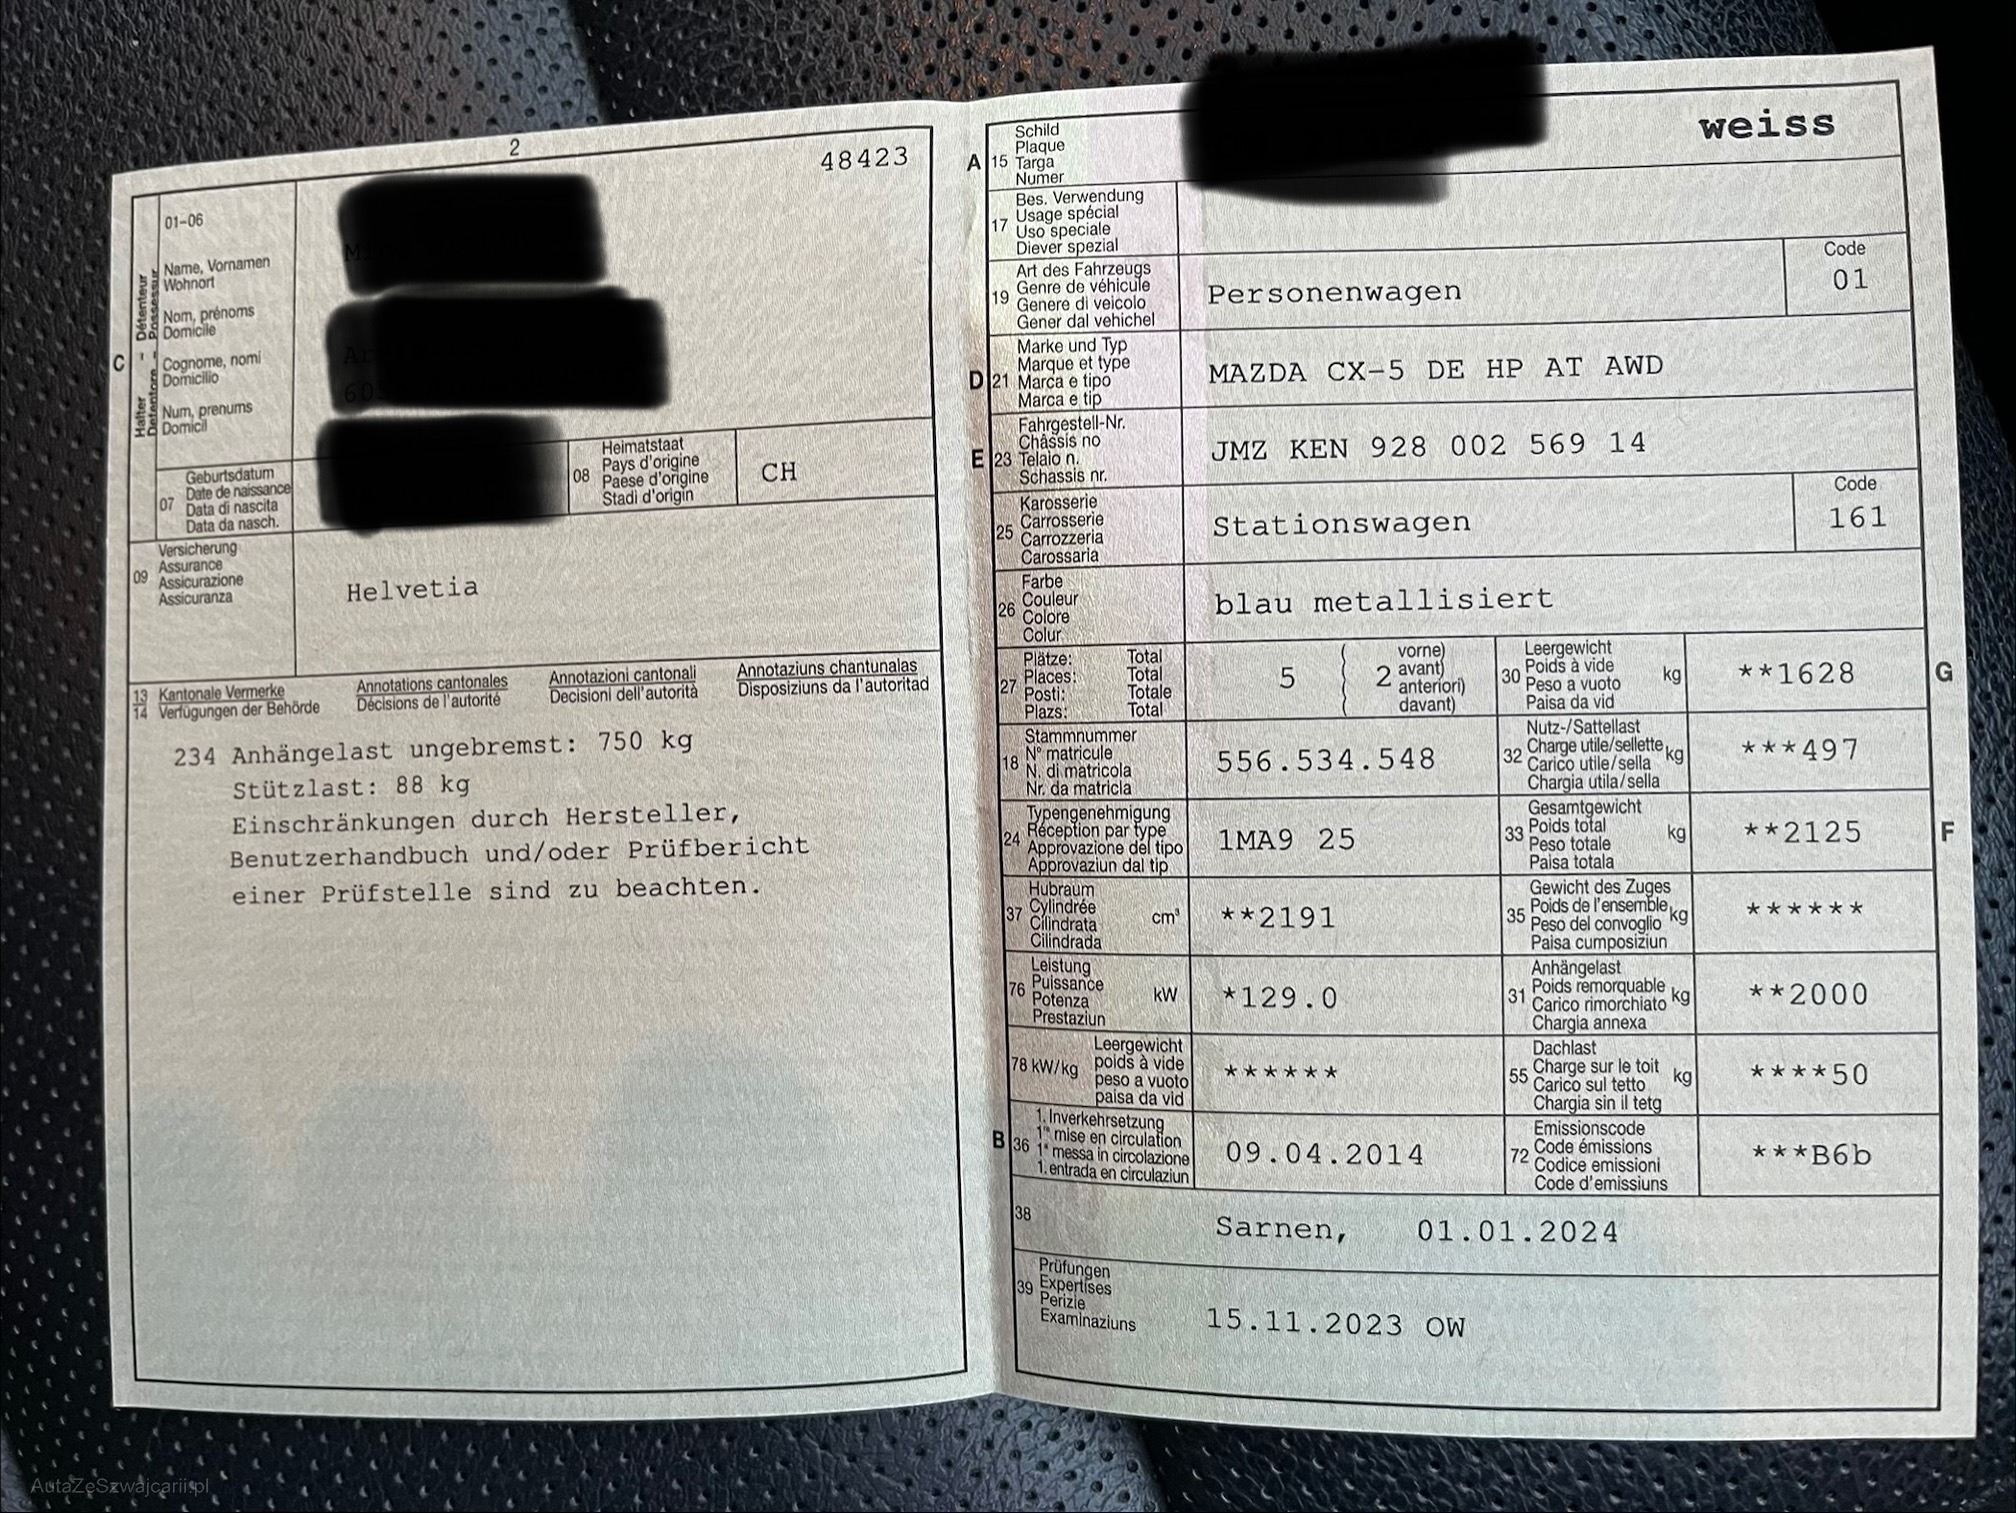 2
48423
01-06
Name, Vornamen
Wohnort
Nom, prénoms
Domicile
Cognome, nomi
Domicilio
Num, prenums
Domicil
C
Halter - Détenteur
Detentore - Possessur
07
Geburtsdatum
Date de naissance
Data di nascita
Data da nasch.
08
Heimatstaat
Pays d'origine
Paese d'origine
Stadi d'origin
CH
09
Versicherung
Assurance
Assicurazione
Assicuranza
Helvetia
13
14
Kantonale Vermerke
Verfügungen der Behörde
Annotations cantonales
Décisions de l'autorité
Annotazioni cantonali
Decisioni dell'autorità
Annotaziuns chantunalas
Disposiziuns da l'autoritad
234 Anhängelast ungebremst: 750 kg
Stützlast: 88 kg
Einschränkungen durch Hersteller,
Benutzerhandbuch und/oder Prüfbericht
einer Prüfstelle sind zu beachten.
A 15
Schild
Plaque
Targa
Numer
weiss
17
Bes. Verwendung
Usage spécial
Uso speciale
Diever spezial
19
Art des Fahrzeugs
Genre de véhicule
Genere di veicolo
Gener dal vehichel
Personenwagen
Code
01
D 21
Marke und Typ
Marque et type
Marca e tipo
Marca e tip
MAZDA CX-5 DE HP AT AWD
E 23
Fahrgestell-Nr.
Châssis no
Telaio n.
Schassis nr.
JMZ KEN 928 002 569 14
25
Karosserie
Carrosserie
Carrozzeria
Carossaria
Stationswagen
Code
161
26
Farbe
Couleur
Colore
Colur
blau metallisiert
27
Plätze: Total
Places: Total
Posti: Totale
Plazs: Total
5
2
vorne)
avant)
anteriori)
davant)
30
Leergewicht
Poids à vide
Peso a vuoto
Paisa da vid
kg
**1628
G
18
Stammnummer
N° matricule
N. di matricola
Nr. da matricla
556.534.548
32
Nutz-/Sattellast
Charge utile/sellette
Carico utile/sella
Chargia utila/sella
kg
***497
24
Typengenehmigung
Réception par type
Approvazione del tipo
Approvaziun dal tip
1MA9 25
33
Gesamtgewicht
Poids total
Peso totale
Paisa totala
kg
**2125
F
37
Hubraum
Cylindrée
Cilindrata
Cilindrada
cm³
**2191
35
Gewicht des Zuges
Poids de l'ensemble
Peso del convoglio
Paisa cumposiziun
kg
******
76
Leistung
Puissance
Potenza
Prestaziun
kW
*129.0
31
Anhängelast
Poids remorquable
Carico rimorchiato
Chargia annexa
kg
**2000
78 kW/kg
Leergewicht
poids à vide
peso a vuoto
paisa da vid
******
55
Dachlast
Charge sur le toit
Carico sul tetto
Chargia sin il tetg
kg
****50
B 36
1. Inverkehrsetzung
1re mise en circulation
1a messa in circolazione
1. entrada en circulaziun
09.04.2014
72
Emissionscode
Code émissions
Codice emissioni
Code d'emissiuns
***B6b
38
Sarnen, 01.01.2024
39
Prüfungen
Expertises
Perizie
Examinaziuns
15.11.2023 OW
AutaZeSzwajcarii.pl